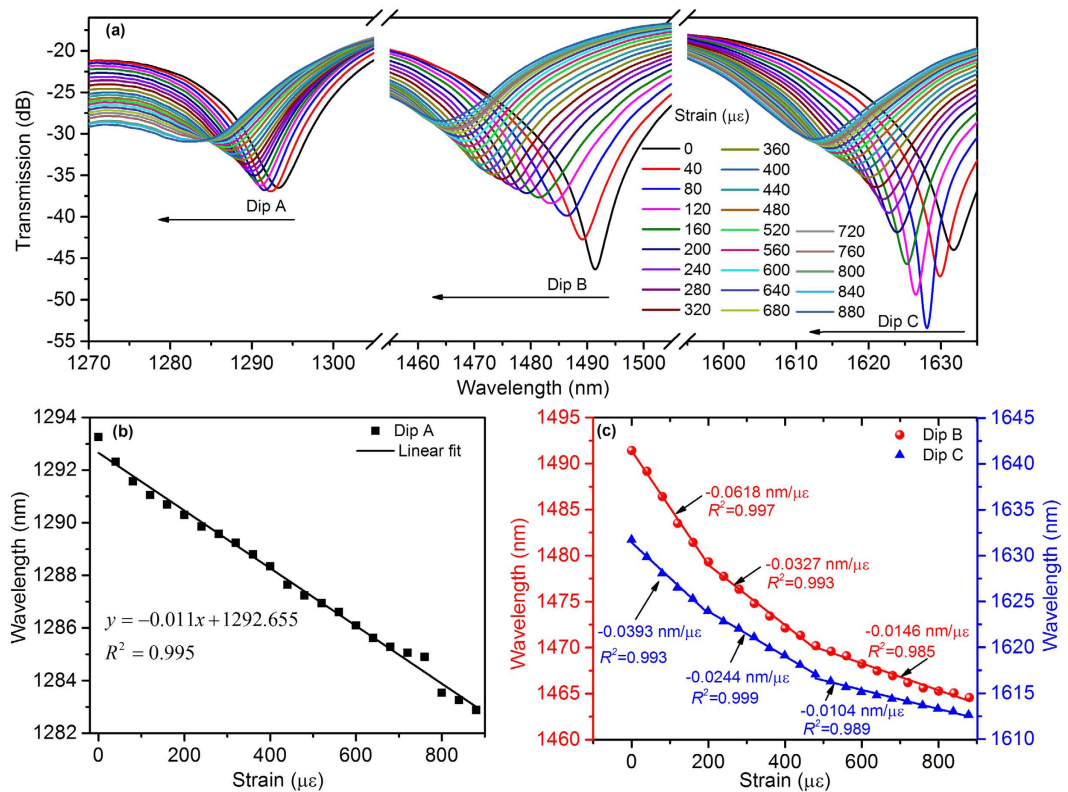 (a)
-20
-25
-30
-35
-40
-45
-50
-55
Transmission (dB)
Dip A
Dip B
Dip C
Strain (με)
0
40
80
120
160
200
240
280
320
360
400
440
480
520
560
600
640
680
720
760
800
840
880
1270 1280 1290 1300 1460 1470 1480 1490 1500 1600 1610 1620 1630
Wavelength (nm)
(b)
Dip A
Linear fit
1294
1292
1290
1288
1286
1284
1282
Wavelength (nm)
y = −0.011x + 1292.655
R² = 0.995
0 200 400 600 800
Strain (με)
(c)
Dip B
Dip C
1495
1490
1485
1480
1475
1470
1465
1460
Wavelength (nm)
-0.0618 nm/με
R²=0.997
-0.0327 nm/με
R²=0.993
-0.0146 nm/με
R²=0.985
-0.0393 nm/με
R²=0.993
-0.0244 nm/με
R²=0.999
-0.0104 nm/με
R²=0.989
1645
1640
1635
1630
1625
1620
1615
1610
Wavelength (nm)
0 200 400 600 800
Strain (με)